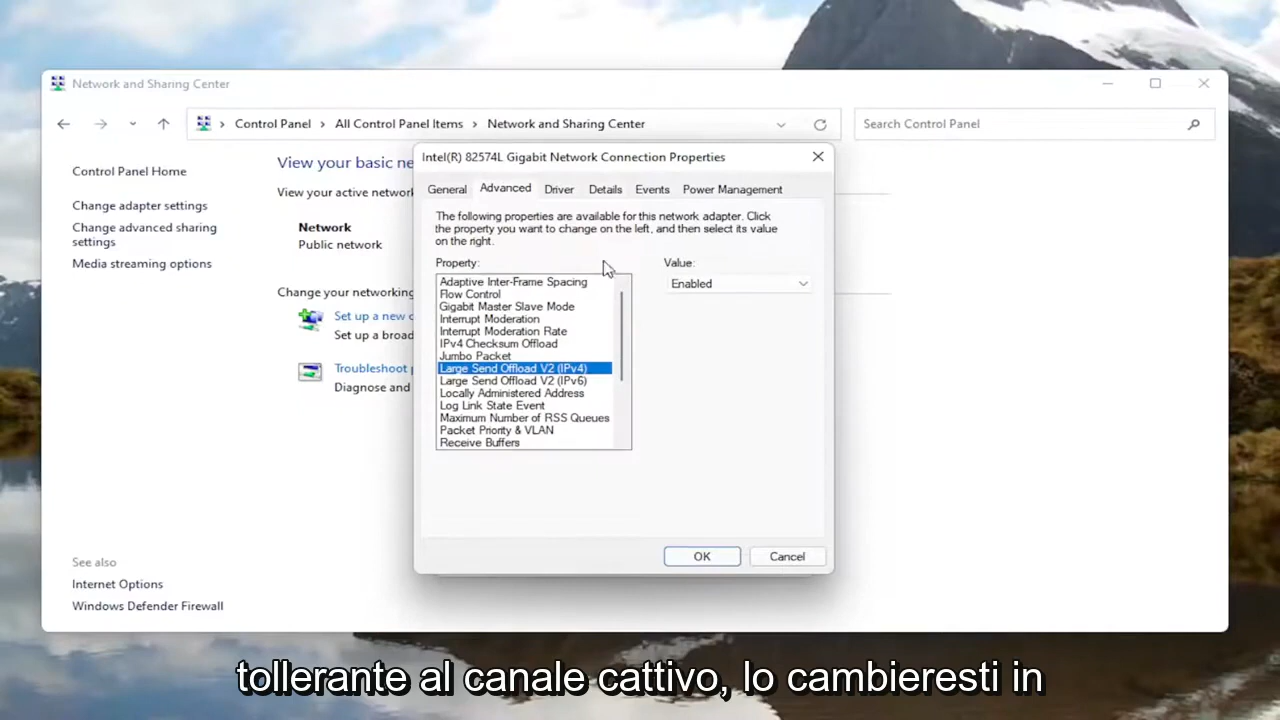 Network and Sharing Center
Control Panel > All Control Panel Items > Network and Sharing Center
Search Control Panel
Control Panel Home
Change adapter settings
Change advanced sharing
settings
Media streaming options
See also
Internet Options
Windows Defender Firewall
View your basic ne
View your active network
Network
Public network
Change your networking
Set up a new c
Set up a broad
Troubleshoot p
Diagnose and
Intel(R) 82574L Gigabit Network Connection Properties
General Advanced Driver Details Events Power Management
The following properties are available for this network adapter. Click
the property you want to change on the left, and then select its value
on the right.
Property:
Adaptive Inter-Frame Spacing
Flow Control
Gigabit Master Slave Mode
Interrupt Moderation
Interrupt Moderation Rate
IPv4 Checksum Offload
Jumbo Packet
Large Send Offload V2 (IPv4)
Large Send Offload V2 (IPv6)
Locally Administered Address
Log Link State Event
Maximum Number of RSS Queues
Packet Priority & VLAN
Receive Buffers
Value:
Enabled
OK Cancel
tollerante al canale cattivo, lo cambieresti in